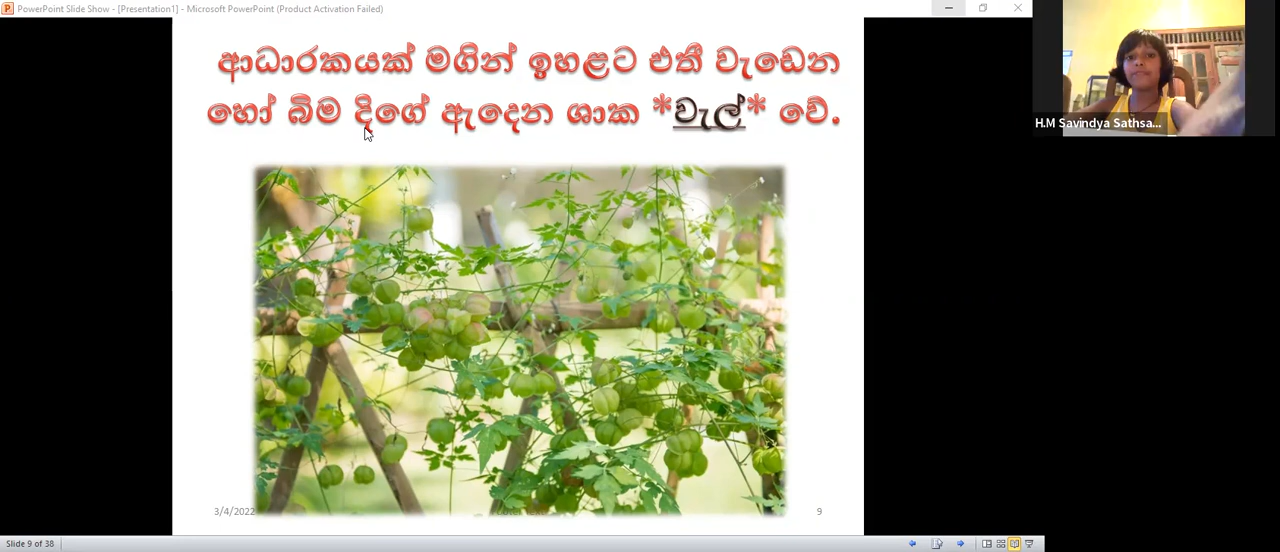 PowerPoint Slide Show - [Presentation1] - Microsoft PowerPoint (Product Activation Failed)
ආධාරකයක් මගින් ඉහළට එතී වැඩෙන
හෝ බිම දිගේ ඇදෙන ශාක *වැල්* වේ.
H.M Savindya Sathsa...
3/4/2022
9
Slide 9 of 38